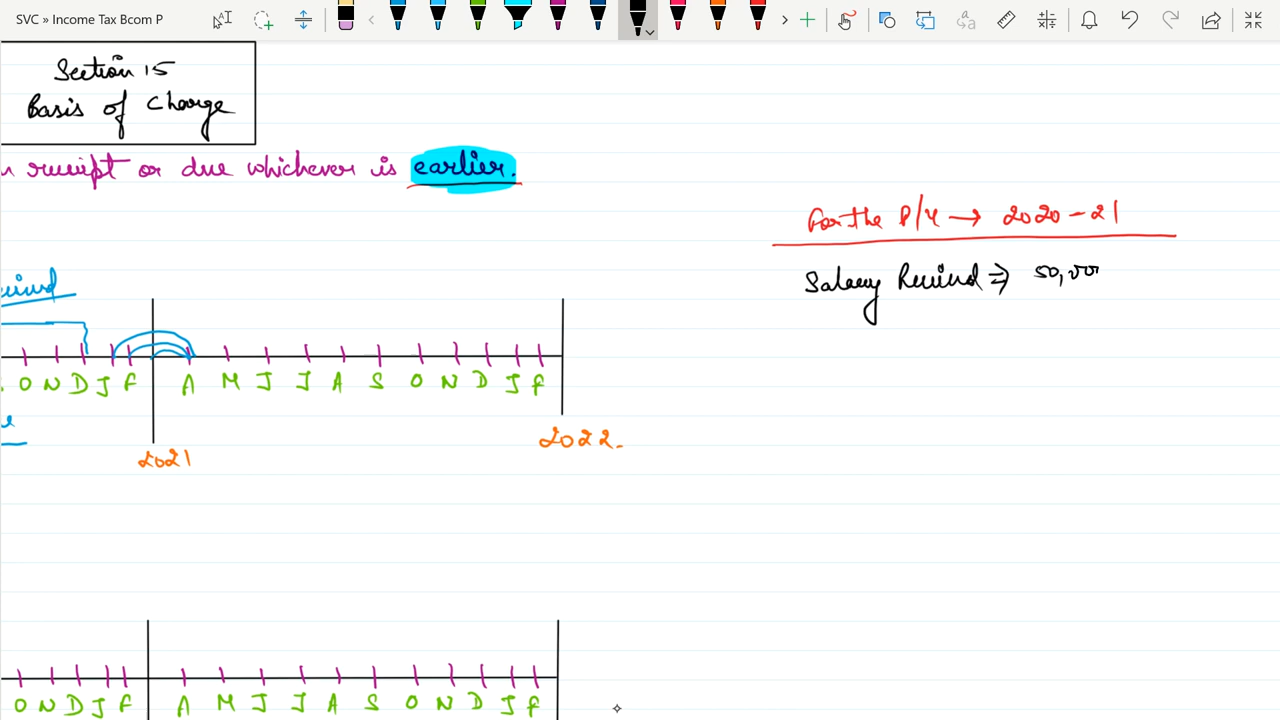 SVC » Income Tax Bcom P
Section 15
Basis of Charge
receipt or due whichever is earlier.
For the P/Y → 2020-21
Salary Received ⇒ 50,000
O N D J F A M J J A S O N D J F
2021
2022.
O N D J F A M J J A S O N D J F